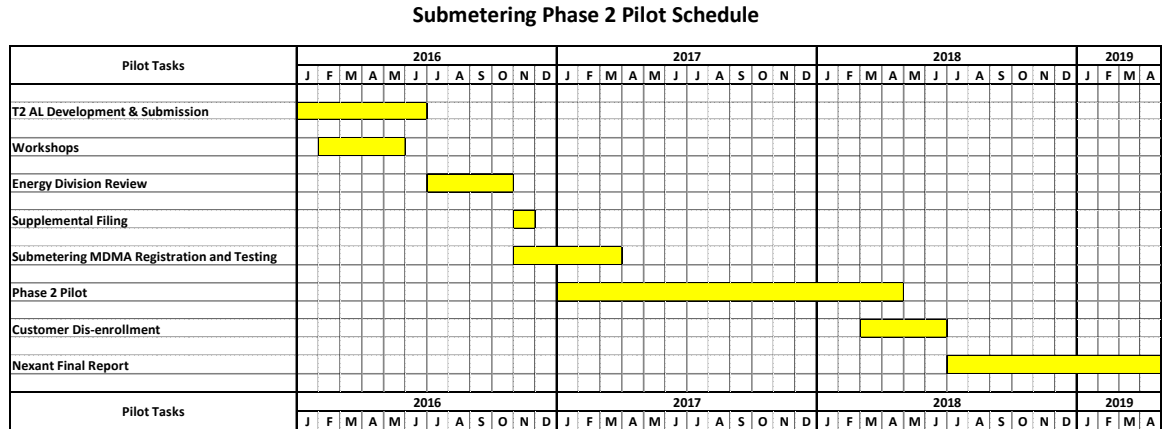 Submetering Phase 2 Pilot Schedule
Pilot Tasks 2016 2017 2018 2019
J F M A M J J A S O N D J F M A M J J A S O N D J F M A M J J A S O N D J F M A
T2 AL Development & Submission
Workshops
Energy Division Review
Supplemental Filing
Submetering MDMA Registration and Testing
Phase 2 Pilot
Customer Dis-enrollment
Nexant Final Report
Pilot Tasks 2016 2017 2018 2019
J F M A M J J A S O N D J F M A M J J A S O N D J F M A M J J A S O N D J F M A